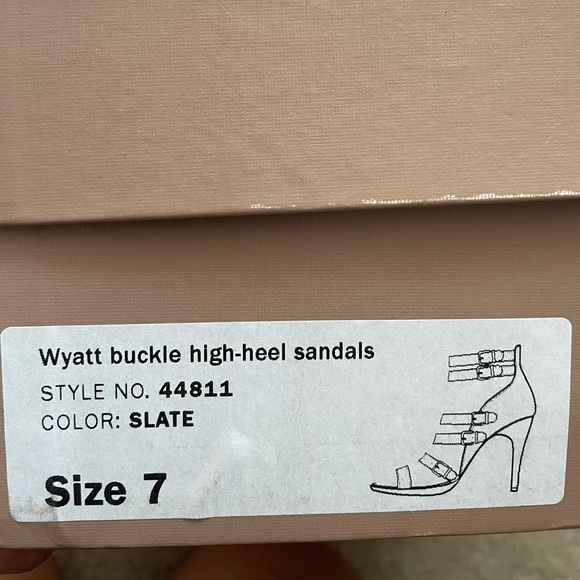 Wyatt buckle high-heel sandals
STYLE NO. 44811
COLOR: SLATE
Size 7